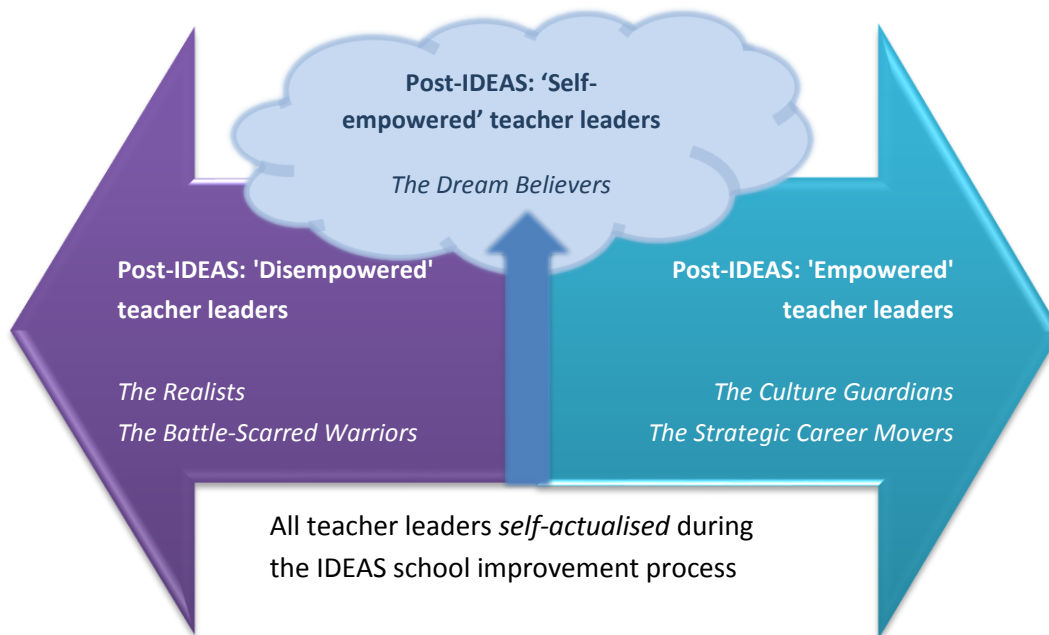 Post-IDEAS: ‘Self-
empowered’ teacher leaders
The Dream Believers
Post-IDEAS: 'Disempowered'
teacher leaders
The Realists
The Battle-Scarred Warriors
Post-IDEAS: 'Empowered'
teacher leaders
The Culture Guardians
The Strategic Career Movers
All teacher leaders self-actualised during
the IDEAS school improvement process